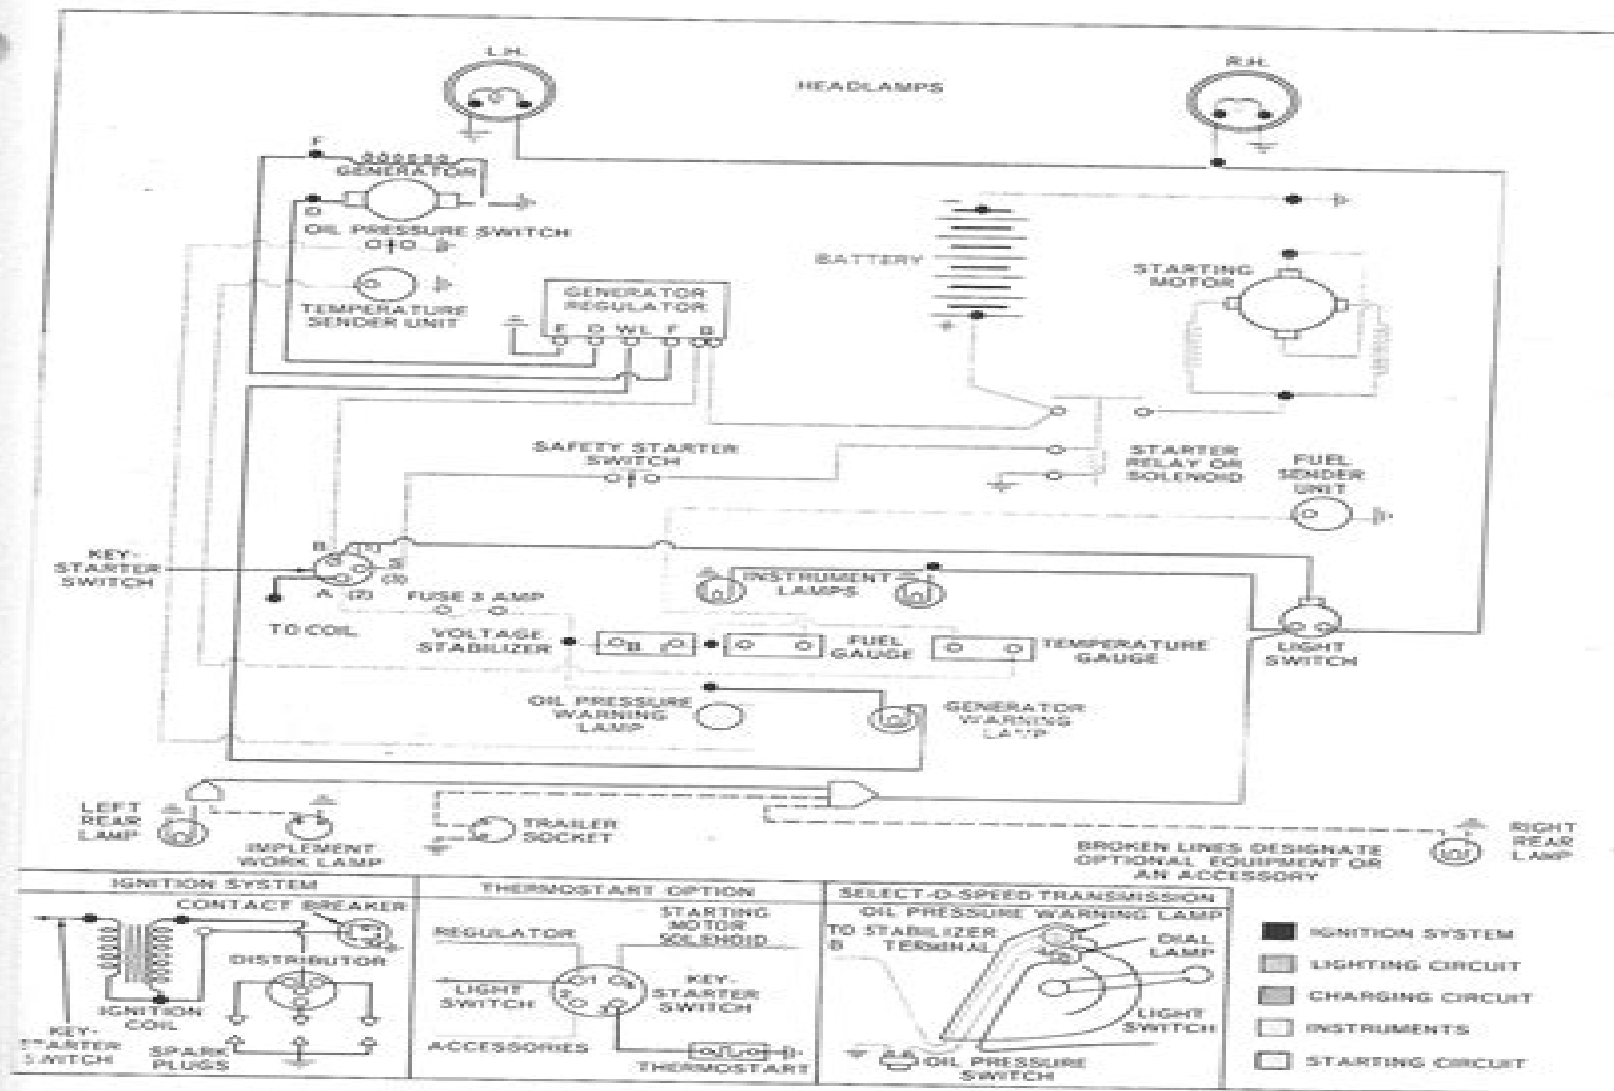 L.H.
R.H.
HEADLAMPS
F
GENERATOR
D
OIL PRESSURE SWITCH
BATTERY
STARTING
MOTOR
GENERATOR
REGULATOR
TEMPERATURE
SENDER UNIT
F D WL F B
SAFETY STARTER
SWITCH
STARTER
RELAY OR
SOLENOID
FUEL
SENDER
UNIT
KEY-
STARTER
SWITCH
B
(3)
A (2)
TO COIL
FUSE 3 AMP
INSTRUMENT
LAMPS
VOLTAGE
STABILIZER
B
FUEL
GAUGE
TEMPERATURE
GAUGE
LIGHT
SWITCH
OIL PRESSURE
WARNING
LAMP
GENERATOR
WARNING
LAMP
LEFT
REAR
LAMP
IMPLEMENT
WORK LAMP
TRAILER
SOCKET
BROKEN LINES DESIGNATE
OPTIONAL EQUIPMENT OR
AN ACCESSORY
RIGHT
REAR
LAMP
IGNITION SYSTEM
CONTACT BREAKER
DISTRIBUTOR
IGNITION
COIL
KEY-
STARTER
SWITCH
SPARK
PLUGS
THERMOSTART OPTION
REGULATOR
STARTING
MOTOR
SOLENOID
LIGHT
SWITCH
1
2
KEY-
STARTER
SWITCH
ACCESSORIES
THERMOSTART
SELECT-O-SPEED TRANSMISSION
OIL PRESSURE WARNING LAMP
TO STABILIZER
B TERMINAL
DIAL
LAMP
LIGHT
SWITCH
OIL PRESSURE
SWITCH
IGNITION SYSTEM
LIGHTING CIRCUIT
CHARGING CIRCUIT
INSTRUMENTS
STARTING CIRCUIT